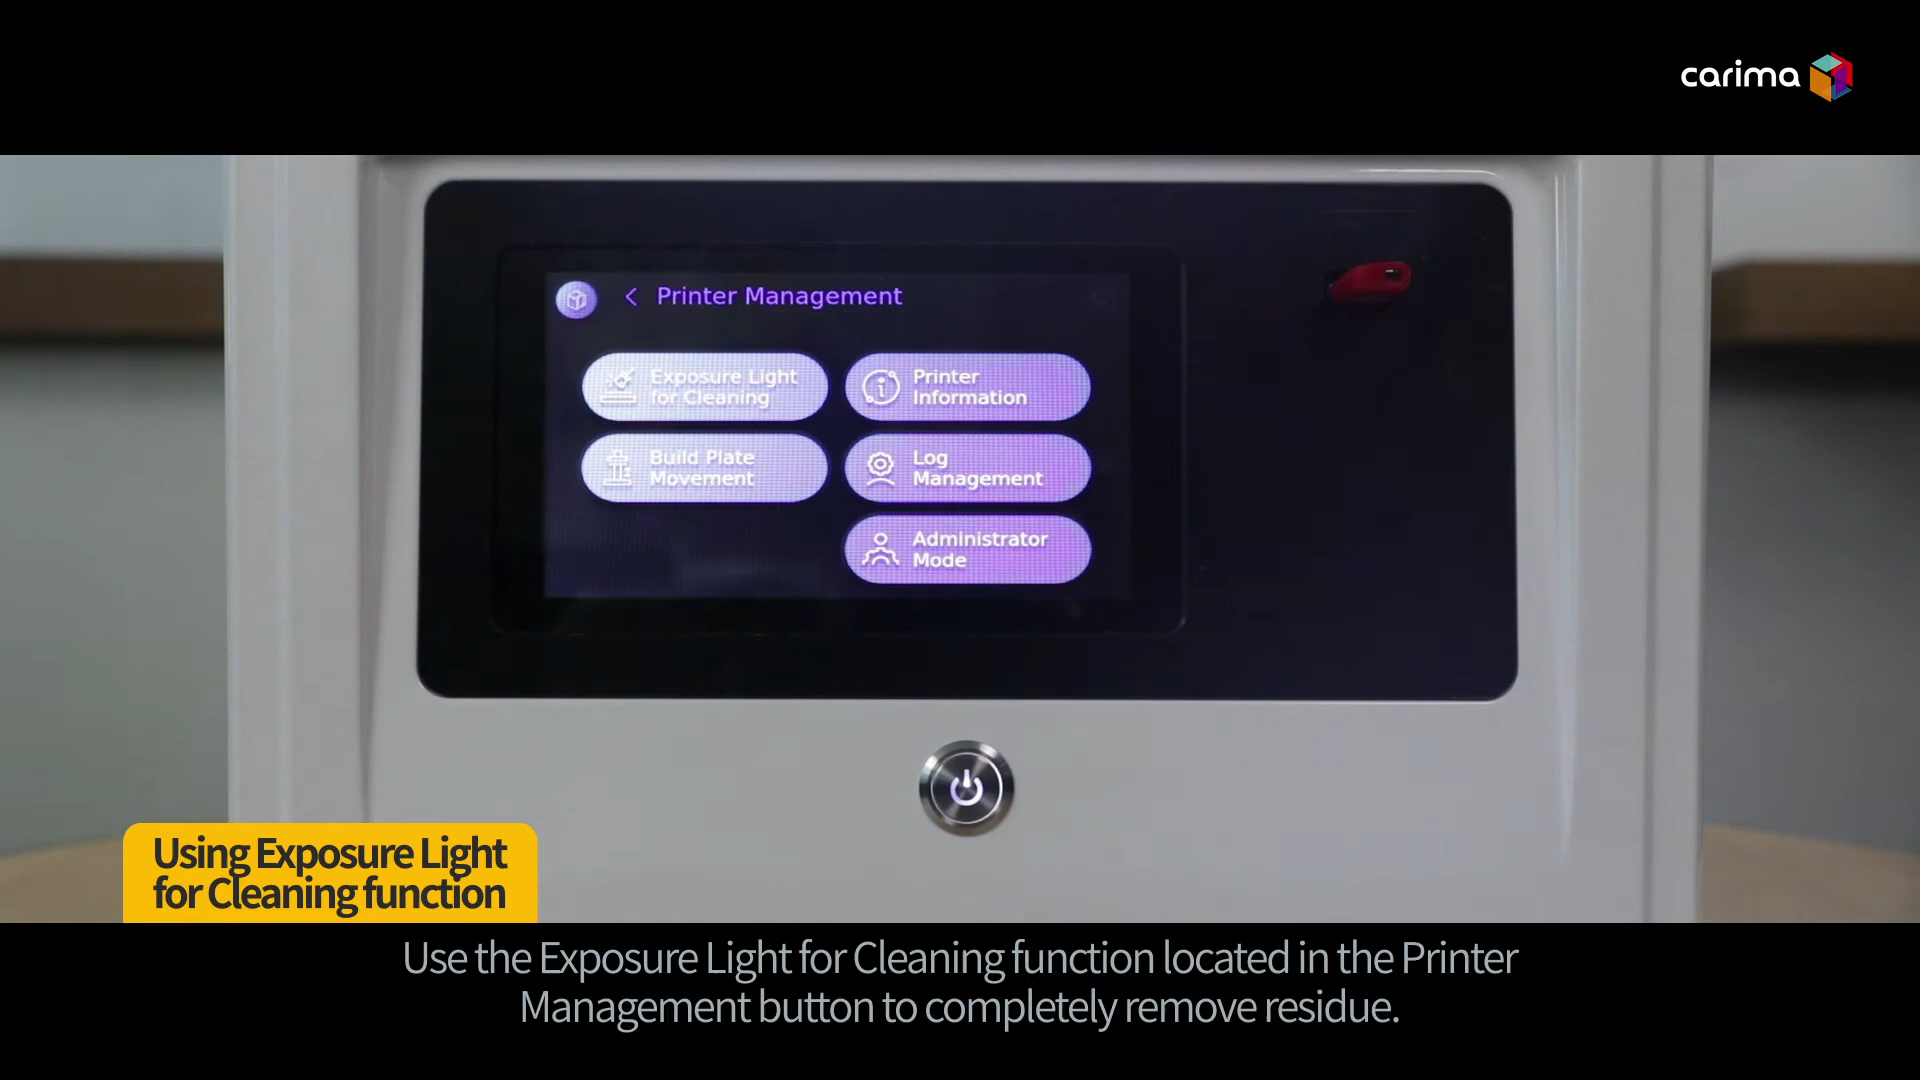 carima
Printer Management
Exposure Light
for Cleaning
Printer
Information
Build Plate
Movement
Log
Management
Administrator
Mode
Using Exposure Light
for Cleaning function
Use the Exposure Light for Cleaning function located in the Printer
Management button to completely remove residue.